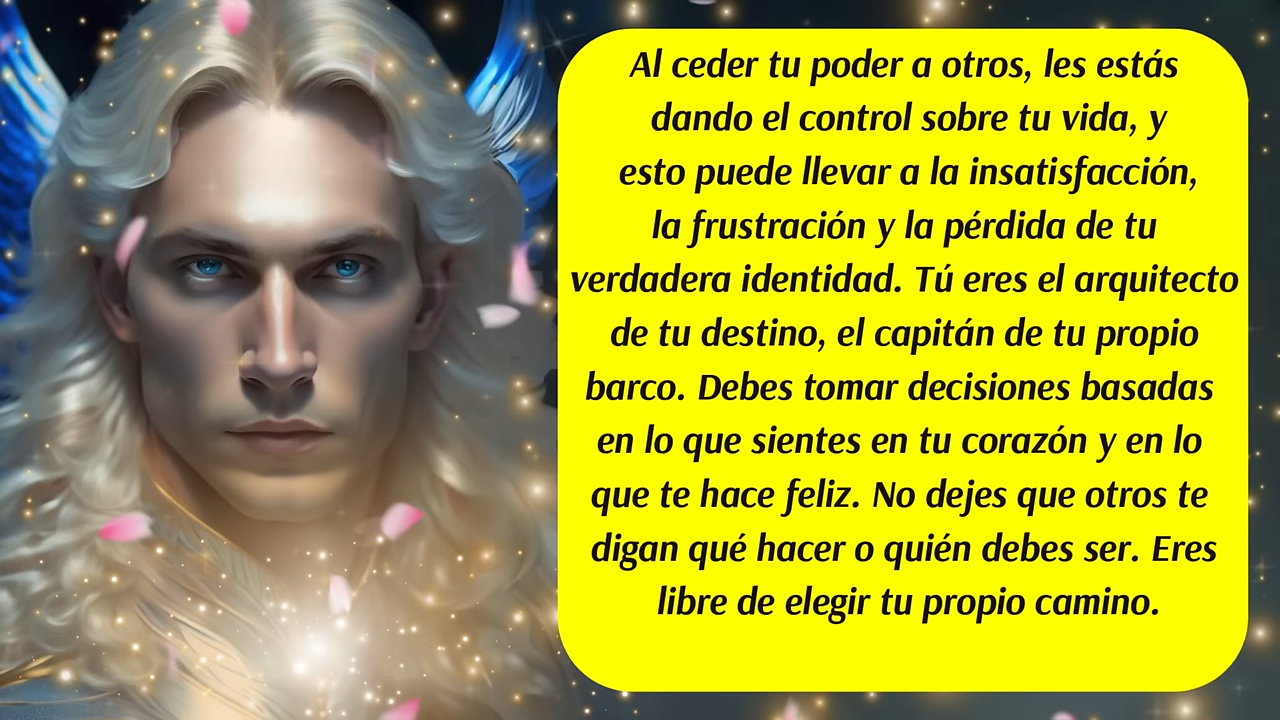 Al ceder tu poder a otros, les estás
dando el control sobre tu vida, y
esto puede llevar a la insatisfacción,
la frustración y la pérdida de tu
verdadera identidad. Tú eres el arquitecto
de tu destino, el capitán de tu propio
barco. Debes tomar decisiones basadas
en lo que sientes en tu corazón y en lo
que te hace feliz. No dejes que otros te
digan qué hacer o quién debes ser. Eres
libre de elegir tu propio camino.